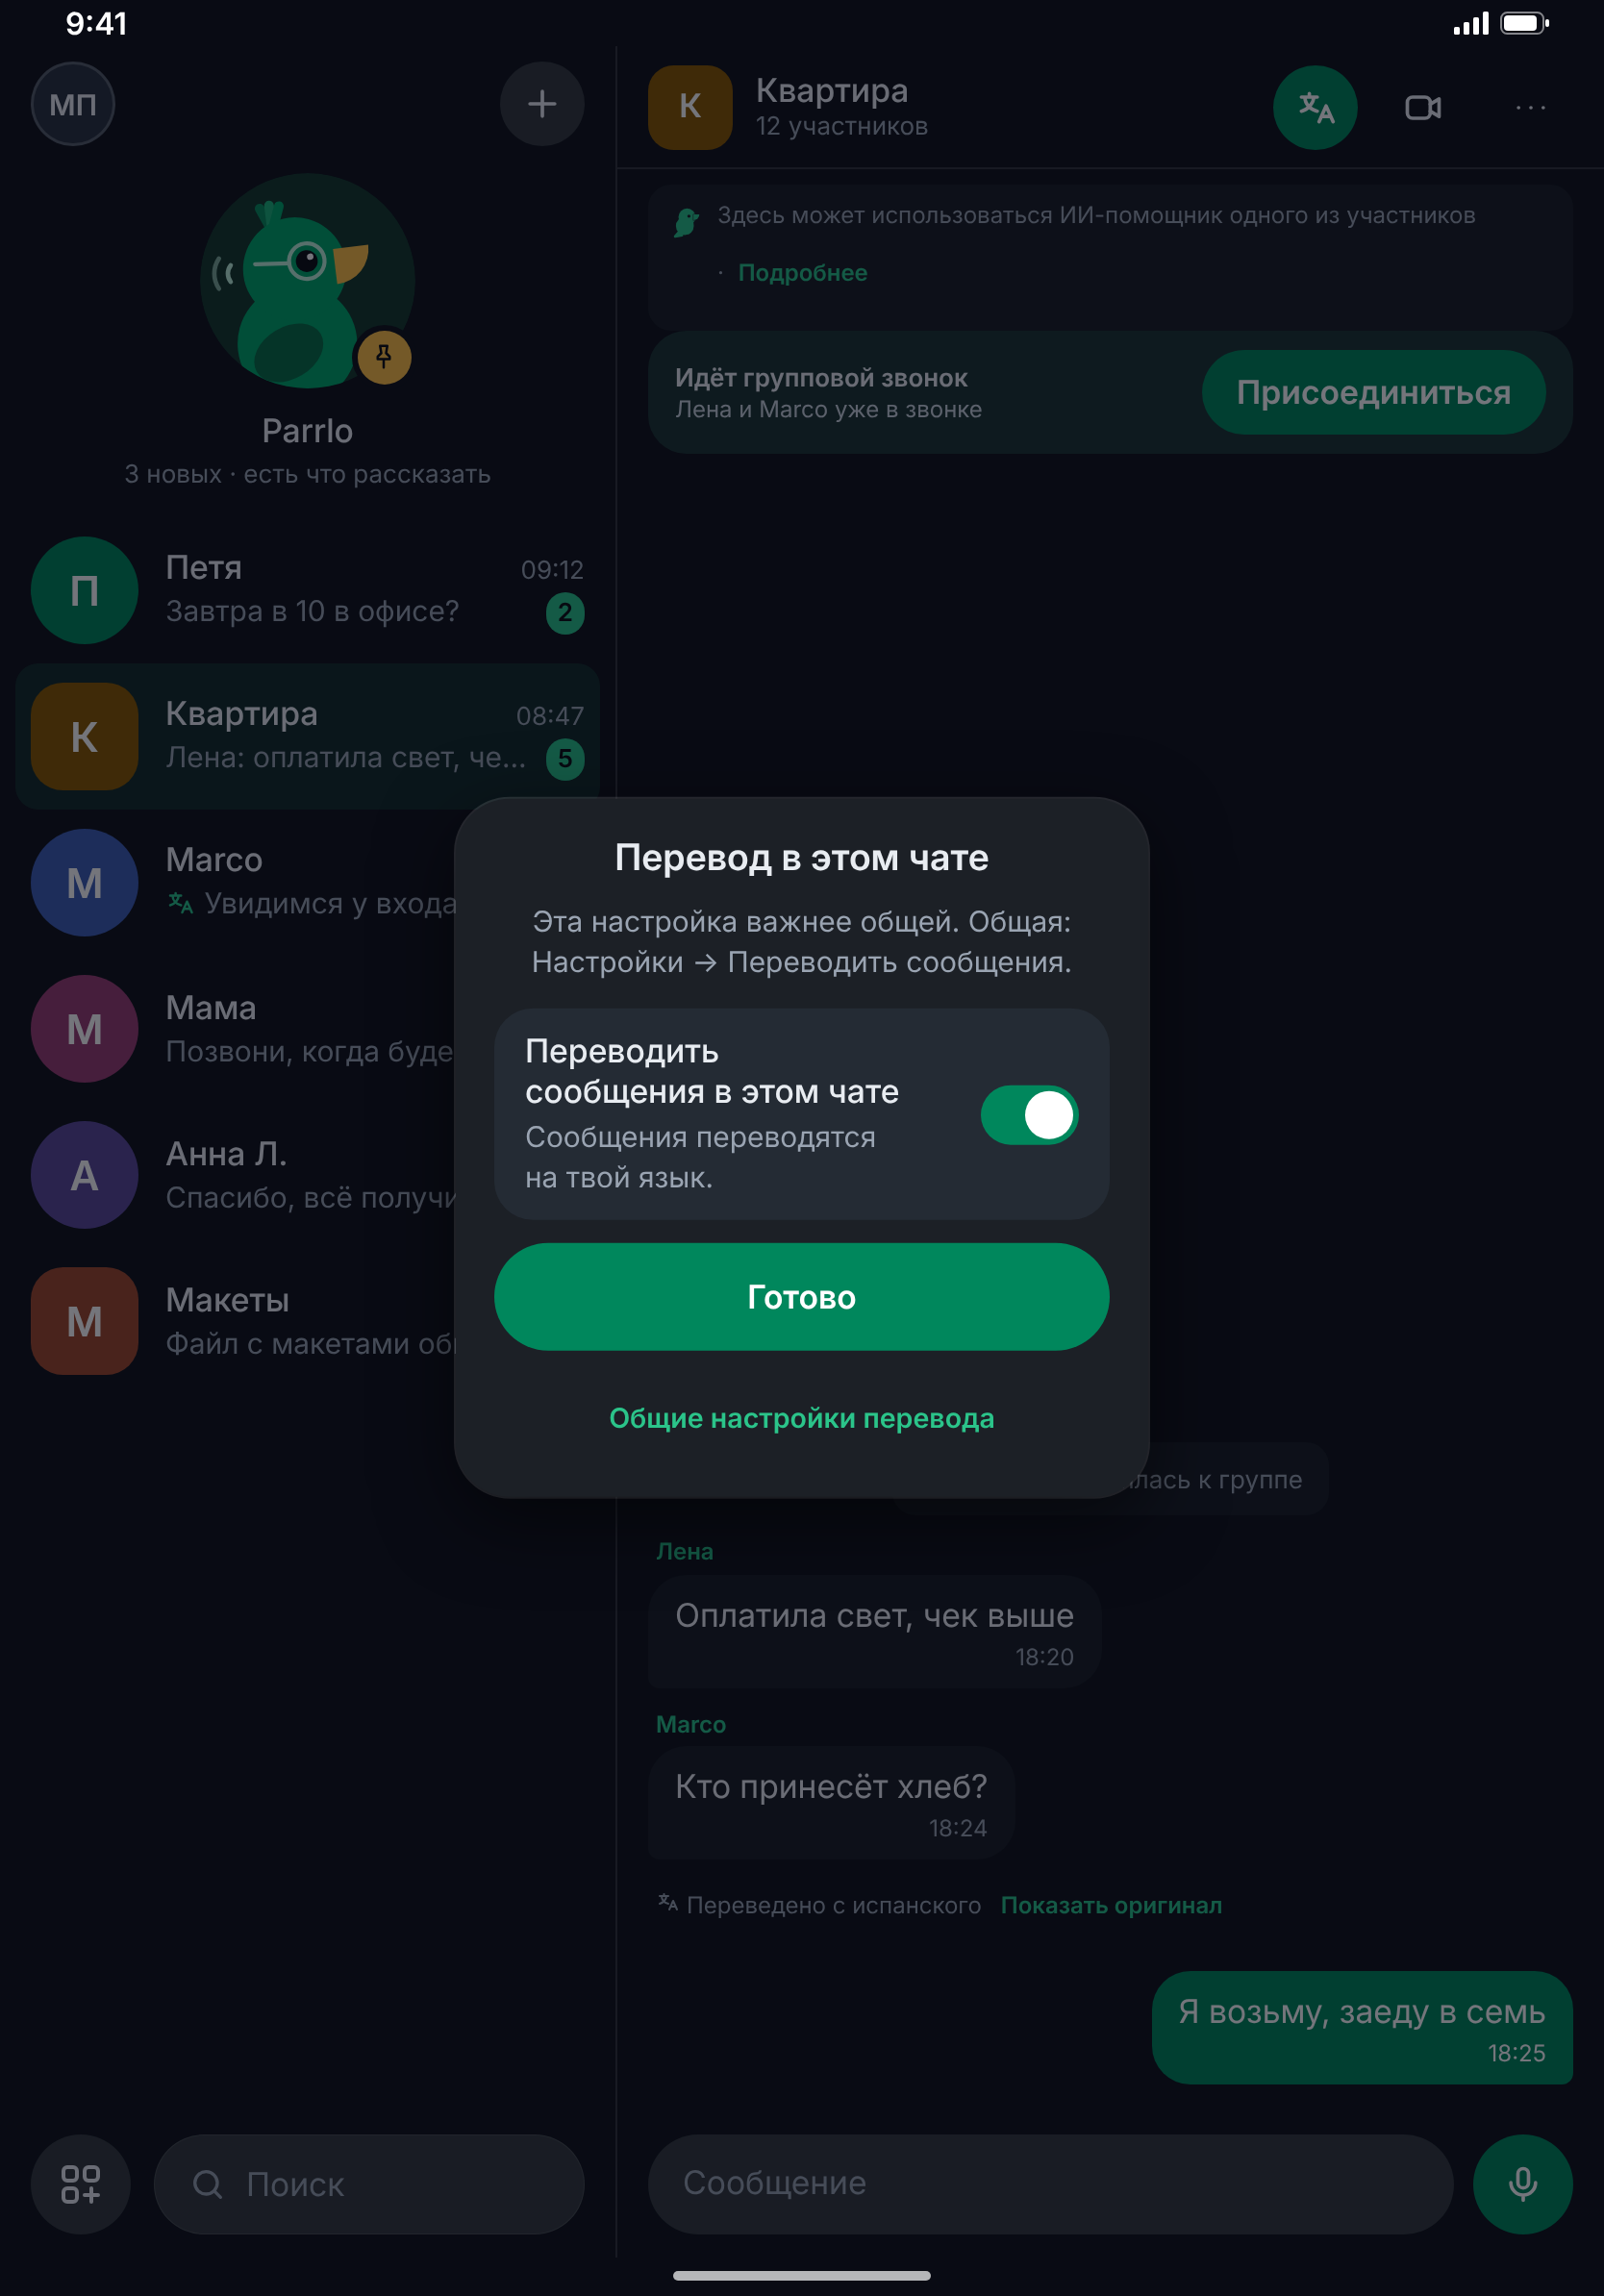 9:41
МП
Parrlo
3 новых · есть что рассказать
П
Петя
09:12
Завтра в 10 в офисе?
2
К
Квартира
08:47
Лена: оплатила свет, че...
5
M
Marco
Увидимся у входа
М
Мама
Позвони, когда буде
А
Анна Л.
Спасибо, всё получи
М
Макеты
Файл с макетами об
Поиск
К
Квартира
12 участников
Здесь может использоваться ИИ-помощник одного из участников
· Подробнее
Идёт групповой звонок
Лена и Marco уже в звонке
Присоединиться
Перевод в этом чате
Эта настройка важнее общей. Общая:
Настройки → Переводить сообщения.
Переводить
сообщения в этом чате
Сообщения переводятся
на твой язык.
Готово
Общие настройки перевода
лась к группе
Лена
Оплатила свет, чек выше
18:20
Marco
Кто принесёт хлеб?
18:24
Переведено с испанского Показать оригинал
Я возьму, заеду в семь
18:25
Сообщение